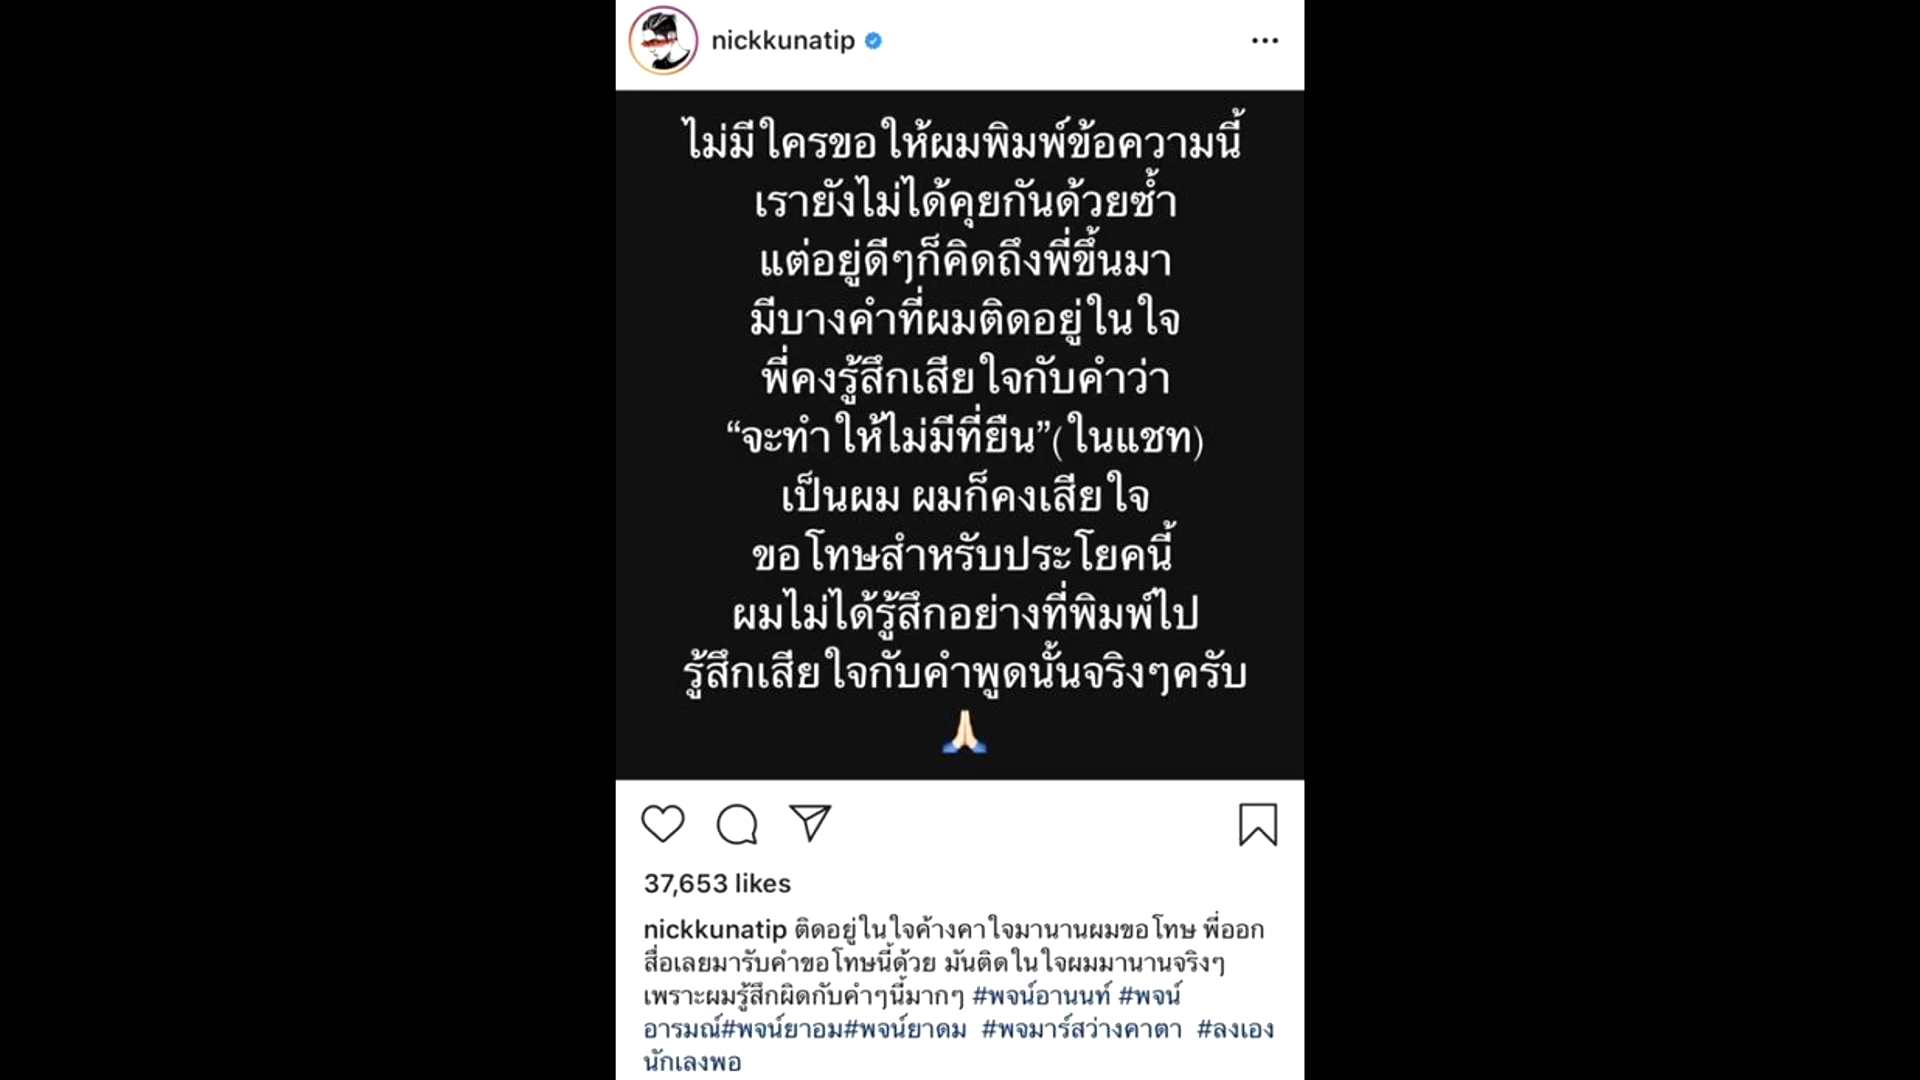 nickkunatip
ไม่มีใครขอให้ผมพิมพ์ข้อความนี้
เรายังไม่ได้คุยกันด้วยซ้ำ
แต่อยู่ดีๆก็คิดถึงพี่ขึ้นมา
มีบางคำที่ผมติดอยู่ในใจ
พี่คงรู้สึกเสียใจกับคำว่า
“จะทำให้ไม่มีที่ยืน”(ในแชท)
เป็นผม ผมก็คงเสียใจ
ขอโทษสำหรับประโยคนี้
ผมไม่ได้รู้สึกอย่างที่พิมพ์ไป
รู้สึกเสียใจกับคำพูดนั้นจริงๆครับ
🙏🏻
37,653 likes
nickkunatip ติดอยู่ในใจค้างคาใจมานานผมขอโทษ พี่ออก
สื่อเลยมารับคำขอโทษนี้ด้วย มันติดในใจผมมานานจริงๆ
เพราะผมรู้สึกผิดกับคำๆนี้มากๆ #พจน์อานนท์ #พจน์
อารมณ์#พจน์ยาอม#พจน์ยาดม #พจมาร์สว่างคาตา #ลงเอง
นักเลงพอ